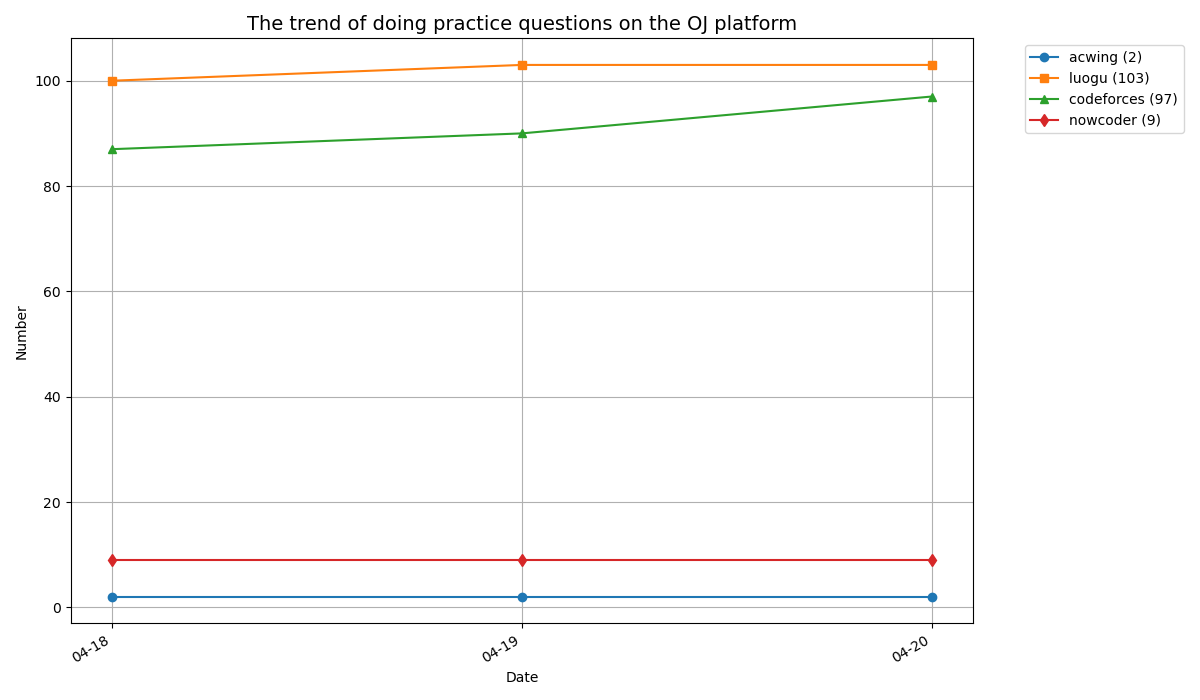 The trend of doing practice questions on the OJ platform
acwing (2)
luogu (103)
codeforces (97)
nowcoder (9)
Number
100
80
60
40
20
0
04-18
04-19
04-20
Date